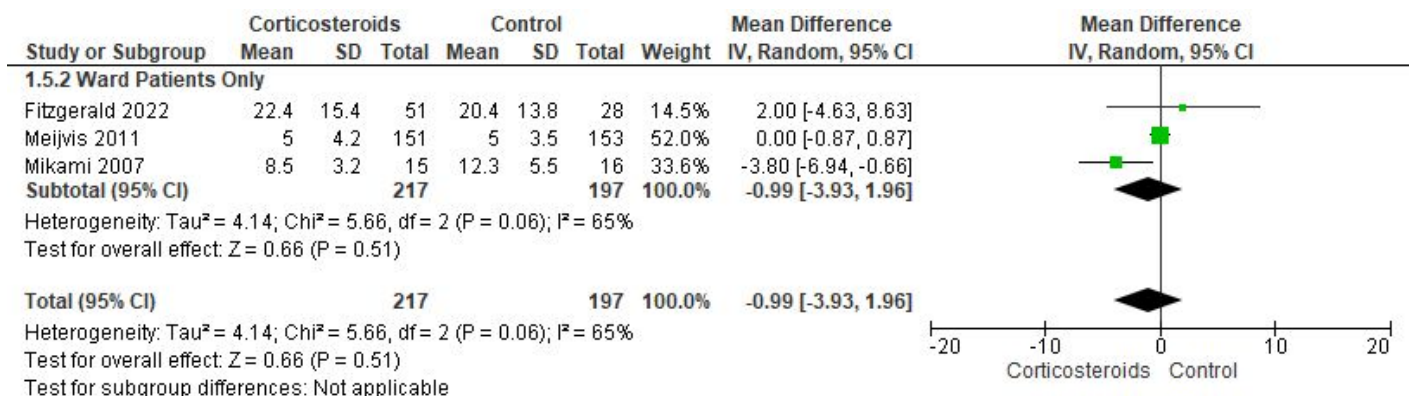 Corticosteroids Control Mean Difference Mean Difference
Study or Subgroup Mean SD Total Mean SD Total Weight IV, Random, 95% CI IV, Random, 95% CI
1.5.2 Ward Patients Only
Fitzgerald 2022 22.4 15.4 51 20.4 13.8 28 14.5% 2.00 [-4.63, 8.63]
Meijvis 2011 5 4.2 151 5 3.5 153 52.0% 0.00 [-0.87, 0.87]
Mikami 2007 8.5 3.2 15 12.3 5.5 16 33.6% -3.80 [-6.94, -0.66]
Subtotal (95% CI) 217 197 100.0% -0.99 [-3.93, 1.96]
Heterogeneity: Tau² = 4.14; Chi² = 5.66, df = 2 (P = 0.06); I² = 65%
Test for overall effect: Z = 0.66 (P = 0.51)
Total (95% CI) 217 197 100.0% -0.99 [-3.93, 1.96]
Heterogeneity: Tau² = 4.14; Chi² = 5.66, df = 2 (P = 0.06); I² = 65%
Test for overall effect: Z = 0.66 (P = 0.51)
Test for subgroup differences: Not applicable
-20 -10 0 10 20
Corticosteroids Control